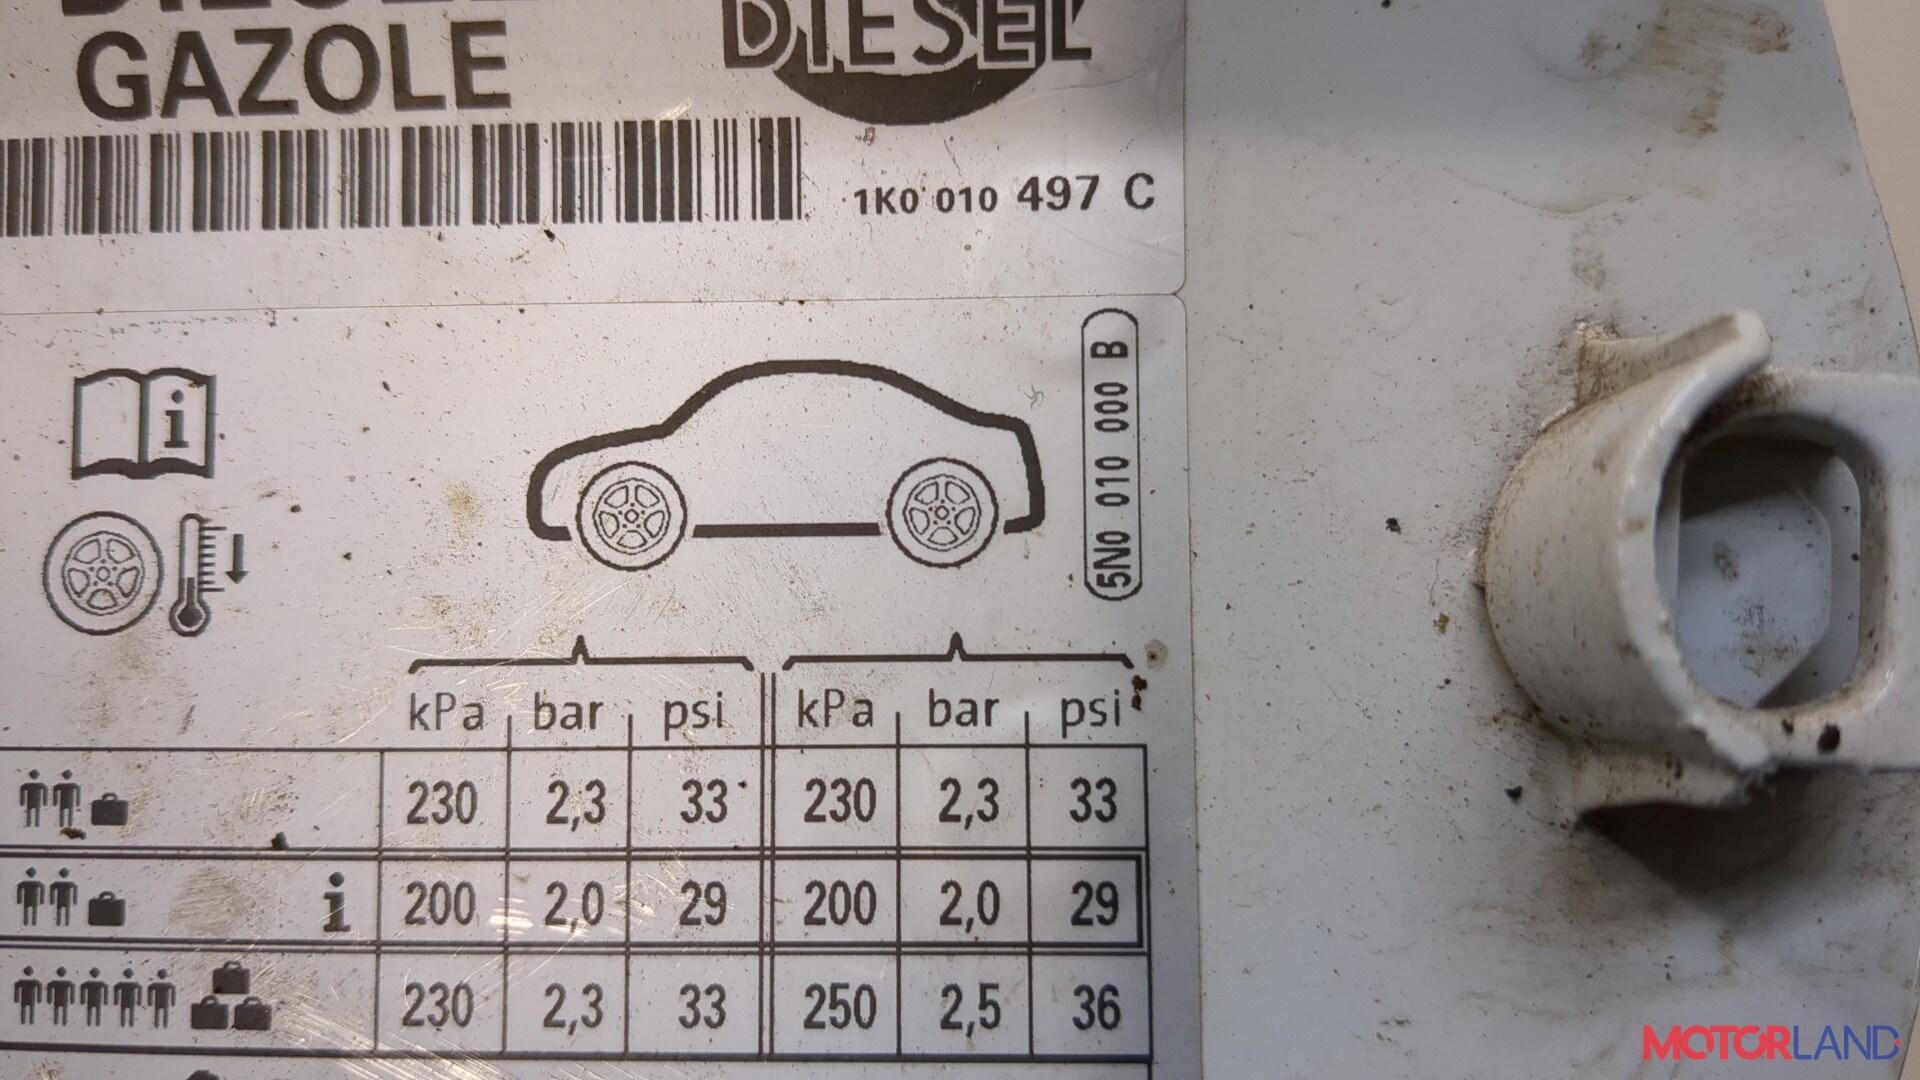 DIESEL
GAZOLE
DIESEL
1K0 010 497 C
i
5N0 010 000 B
kPa bar psi kPa bar psi
230 2,3 33 230 2,3 33
i 200 2,0 29 200 2,0 29
230 2,3 33 250 2,5 36
MOTORLAND